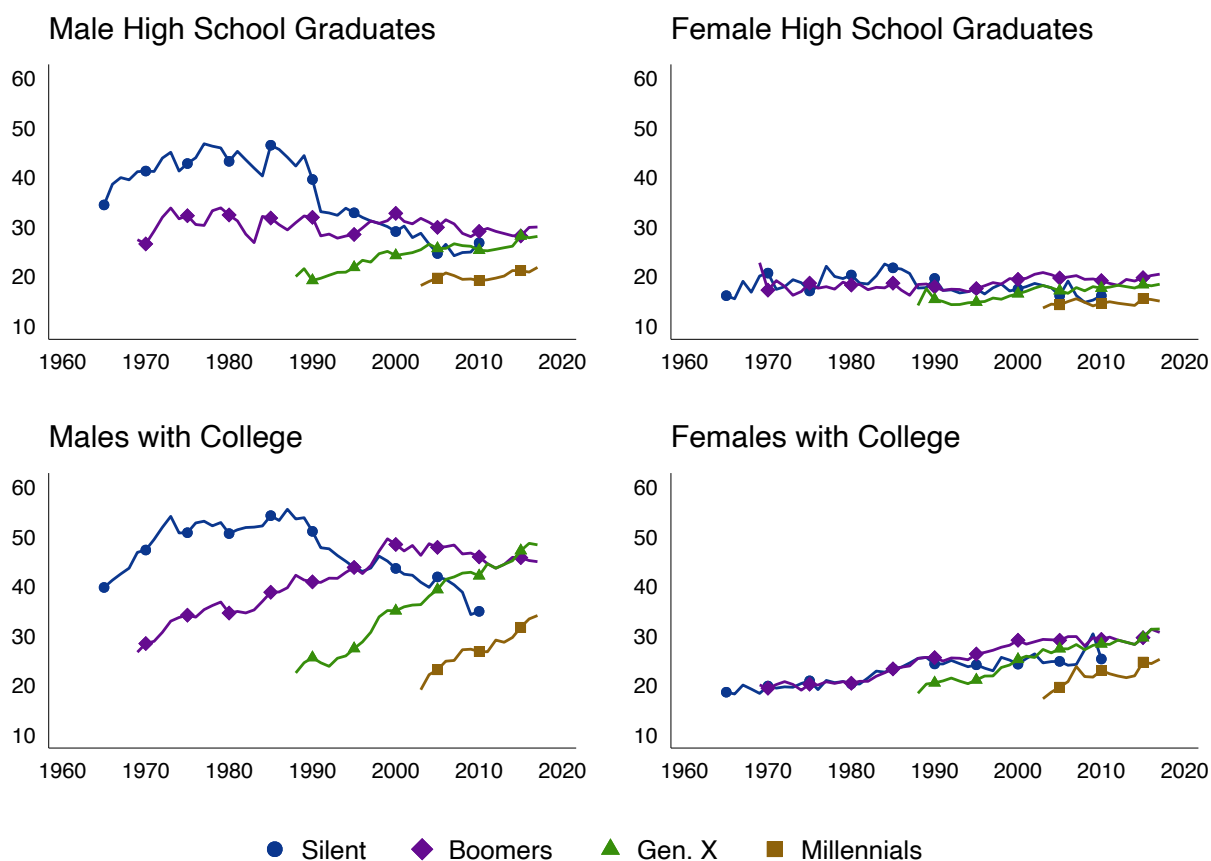 Male High School Graduates
60
50
40
30
20
10
1960 1970 1980 1990 2000 2010 2020
Female High School Graduates
60
50
40
30
20
10
1960 1970 1980 1990 2000 2010 2020
Males with College
60
50
40
30
20
10
1960 1970 1980 1990 2000 2010 2020
Females with College
60
50
40
30
20
10
1960 1970 1980 1990 2000 2010 2020
Silent Boomers Gen. X Millennials